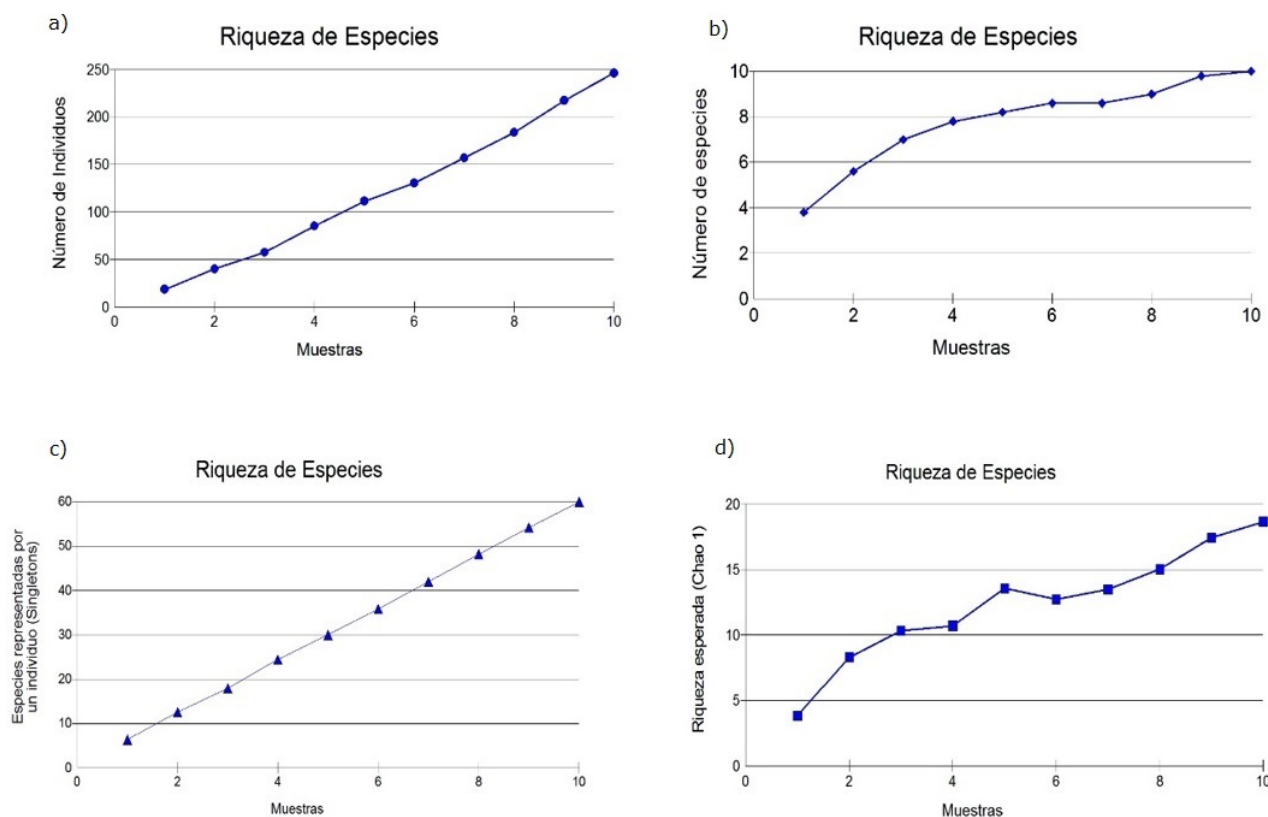 a)
Riqueza de Especies
Número de Individuos
250
200
150
100
50
0
0 2 4 6 8 10
Muestras
b)
Riqueza de Especies
Número de especies
10
8
6
4
2
0
0 2 4 6 8 10
Muestras
c)
Riqueza de Especies
Especies representadas por
un individuo (Singletons)
60
50
40
30
20
10
0
0 2 4 6 8 10
Muestras
d)
Riqueza de Especies
Riqueza esperada (Chao 1)
20
15
10
5
0
0 2 4 6 8 10
Muestras